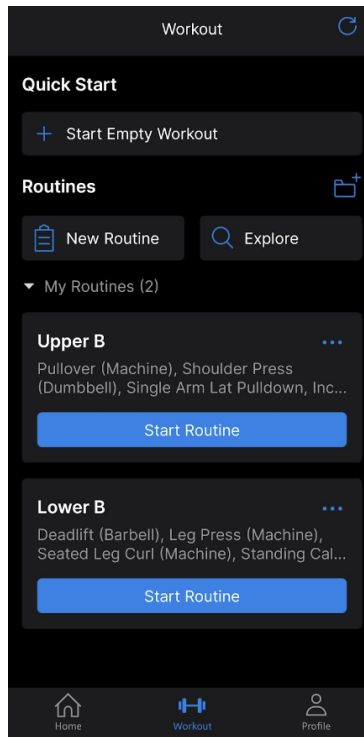 Workout
Quick Start
Start Empty Workout
Routines
New Routine
Explore
My Routines (2)
Upper B
Pullover (Machine), Shoulder Press
(Dumbbell), Single Arm Lat Pulldown, Inc...
Start Routine
Lower B
Deadlift (Barbell), Leg Press (Machine),
Seated Leg Curl (Machine), Standing Cal...
Start Routine
Home
Workout
Profile